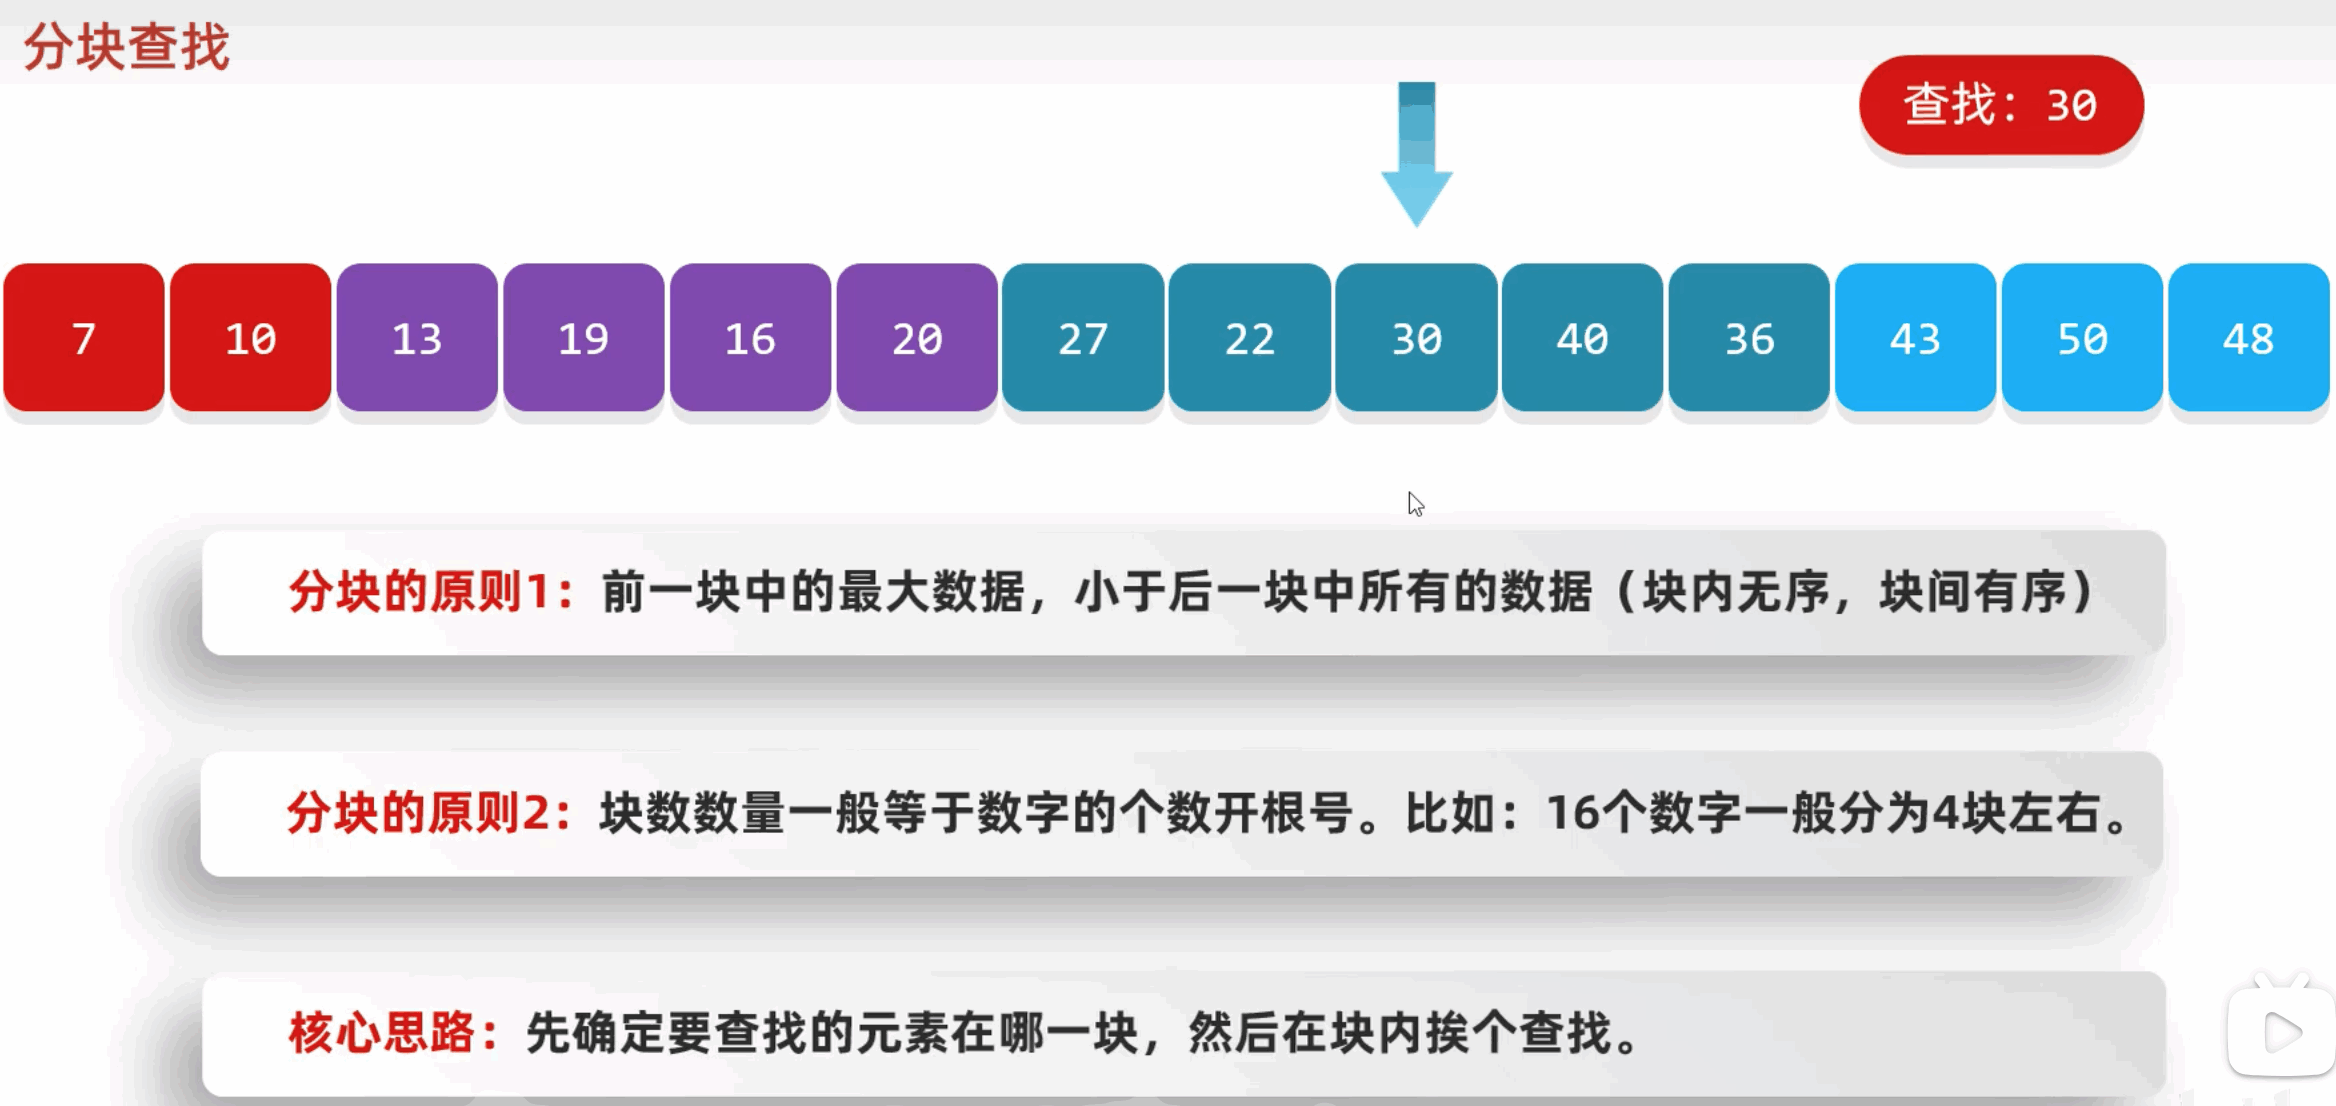 分块查找
查找：30
7 10 13 19 16 20 27 22 30 40 36 43 50 48
分块的原则1：前一块中的最大数据，小于后一块中所有的数据（块内无序，块间有序）
分块的原则2：块数数量一般等于数字的个数开根号。比如：16个数字一般分为4块左右。
核心思路：先确定要查找的元素在哪一块，然后在块内挨个查找。